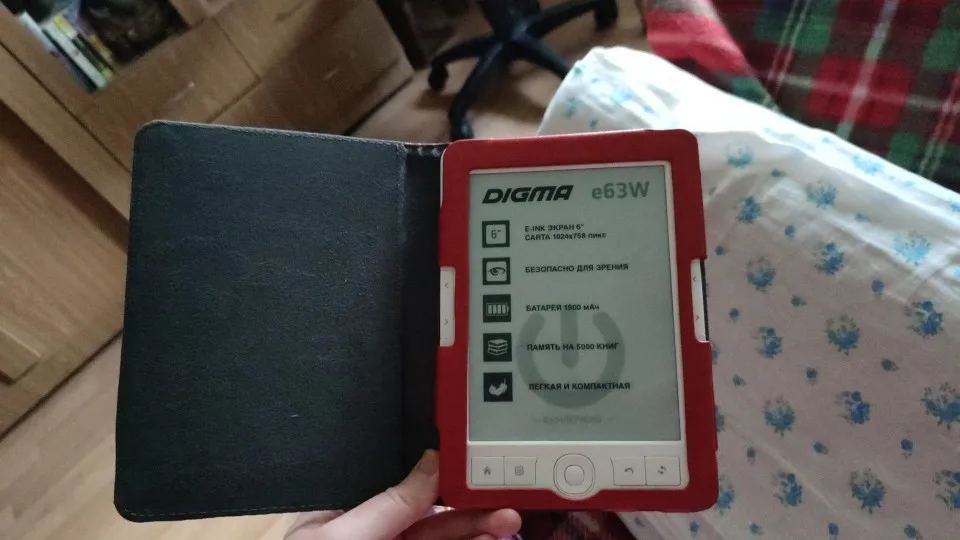 DIGMA e63W
6"
E-INK ЭКРАН 6"
CARTA 1024x758 пикс
БЕЗОПАСНО ДЛЯ ЗРЕНИЯ
БАТАРЕЯ 1800 мАч
ПАМЯТЬ НА 5000 КНИГ
ЛЕГКАЯ И КОМПАКТНАЯ